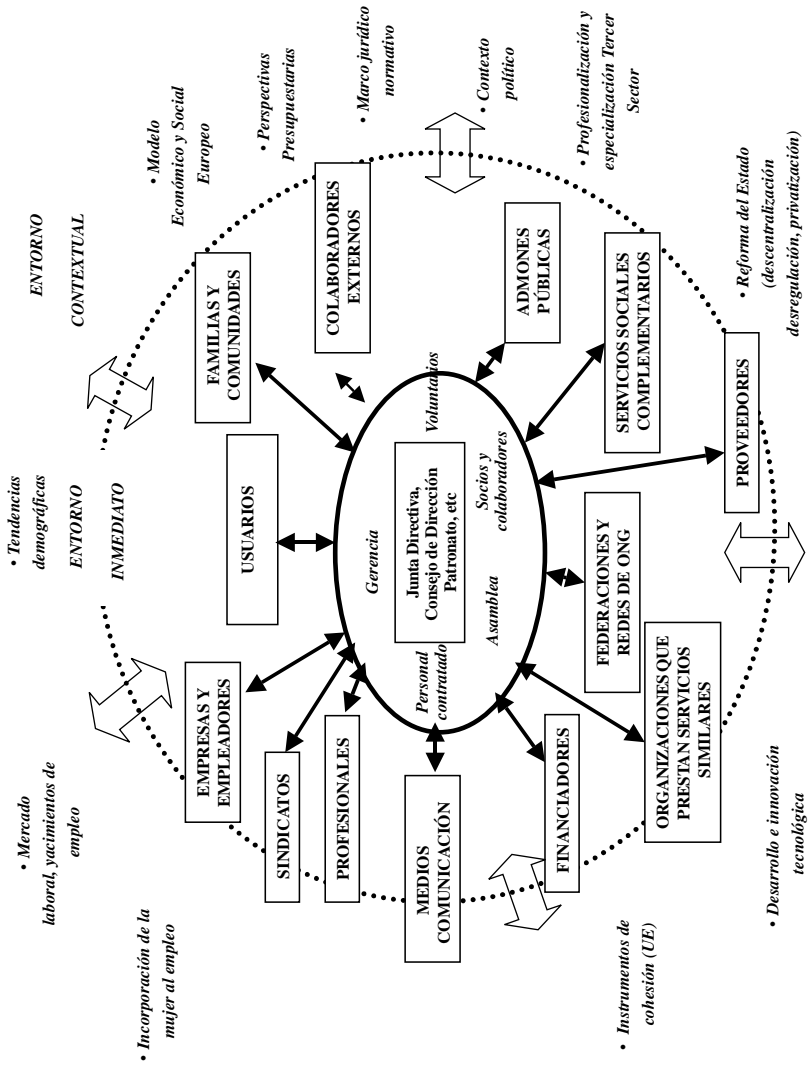 • Tendencias
demográficas
ENTORNO
CONTEXTUAL
ENTORNO
INMEDIATO
• Mercado
laboral, yacimientos de
empleo
• Modelo
Económico y Social
Europeo
• Incorporación de la
mujer al empleo
• Perspectivas
Presupuestarias
• Marco jurídico
normativo
• Contexto
político
• Profesionalización y
especialización Tercer
Sector
• Reforma del Estado
(descentralización
desregulación, privatización)
• Instrumentos de
cohesión (UE)
• Desarrollo e innovación
tecnológica
EMPRESAS Y
EMPLEADORES
USUARIOS
FAMILIAS Y
COMUNIDADES
SINDICATOS
COLABORADORES
EXTERNOS
PROFESIONALES
MEDIOS
COMUNICACIÓN
ADMONES
PÚBLICAS
FINANCIADORES
SERVICIOS SOCIALES
COMPLEMENTARIOS
ORGANIZACIONES QUE
PRESTAN SERVICIOS
SIMILARES
FEDERACIONES Y
REDES DE ONG
PROVEEDORES
Gerencia
Personal
contratado
Junta Directiva,
Consejo de Dirección
Patronato, etc
Voluntarios
Asamblea
Socios y
colaboradores